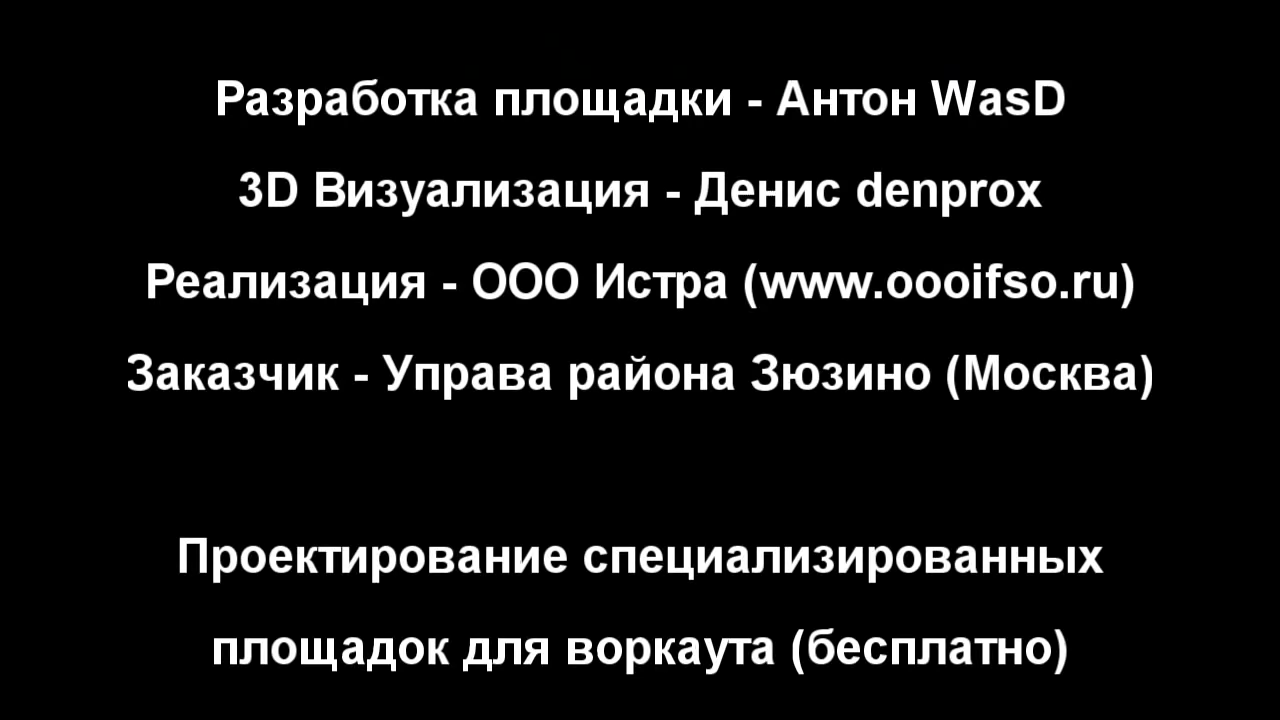 Разработка площадки - Антон WasD
3D Визуализация - Денис denprox
Реализация - ООО Истра (www.oooifso.ru)
Заказчик - Управа района Зюзино (Москва)
Проектирование специализированных
площадок для воркаута (бесплатно)